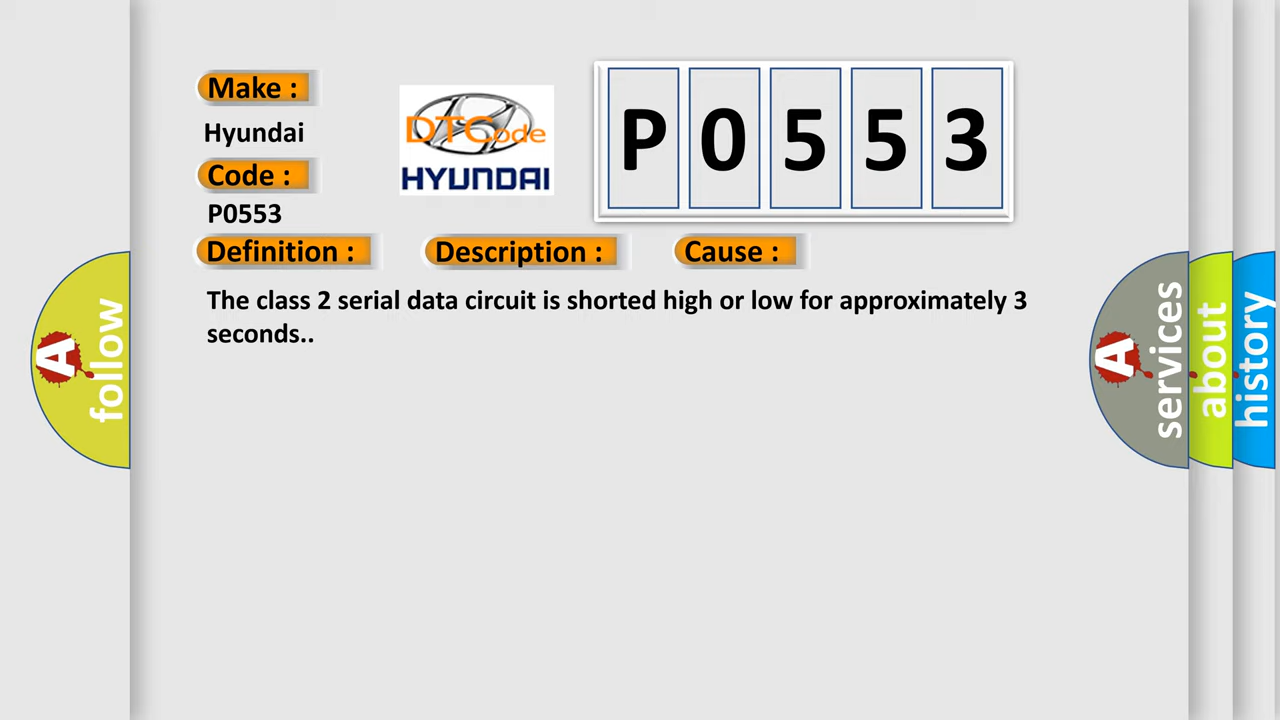 Make :
Hyundai
Code :
P0553
DTCode
HYUNDAI
P0553
Definition :
Description :
Cause :
The class 2 serial data circuit is shorted high or low for approximately 3
seconds..
A follow
A services
about
history